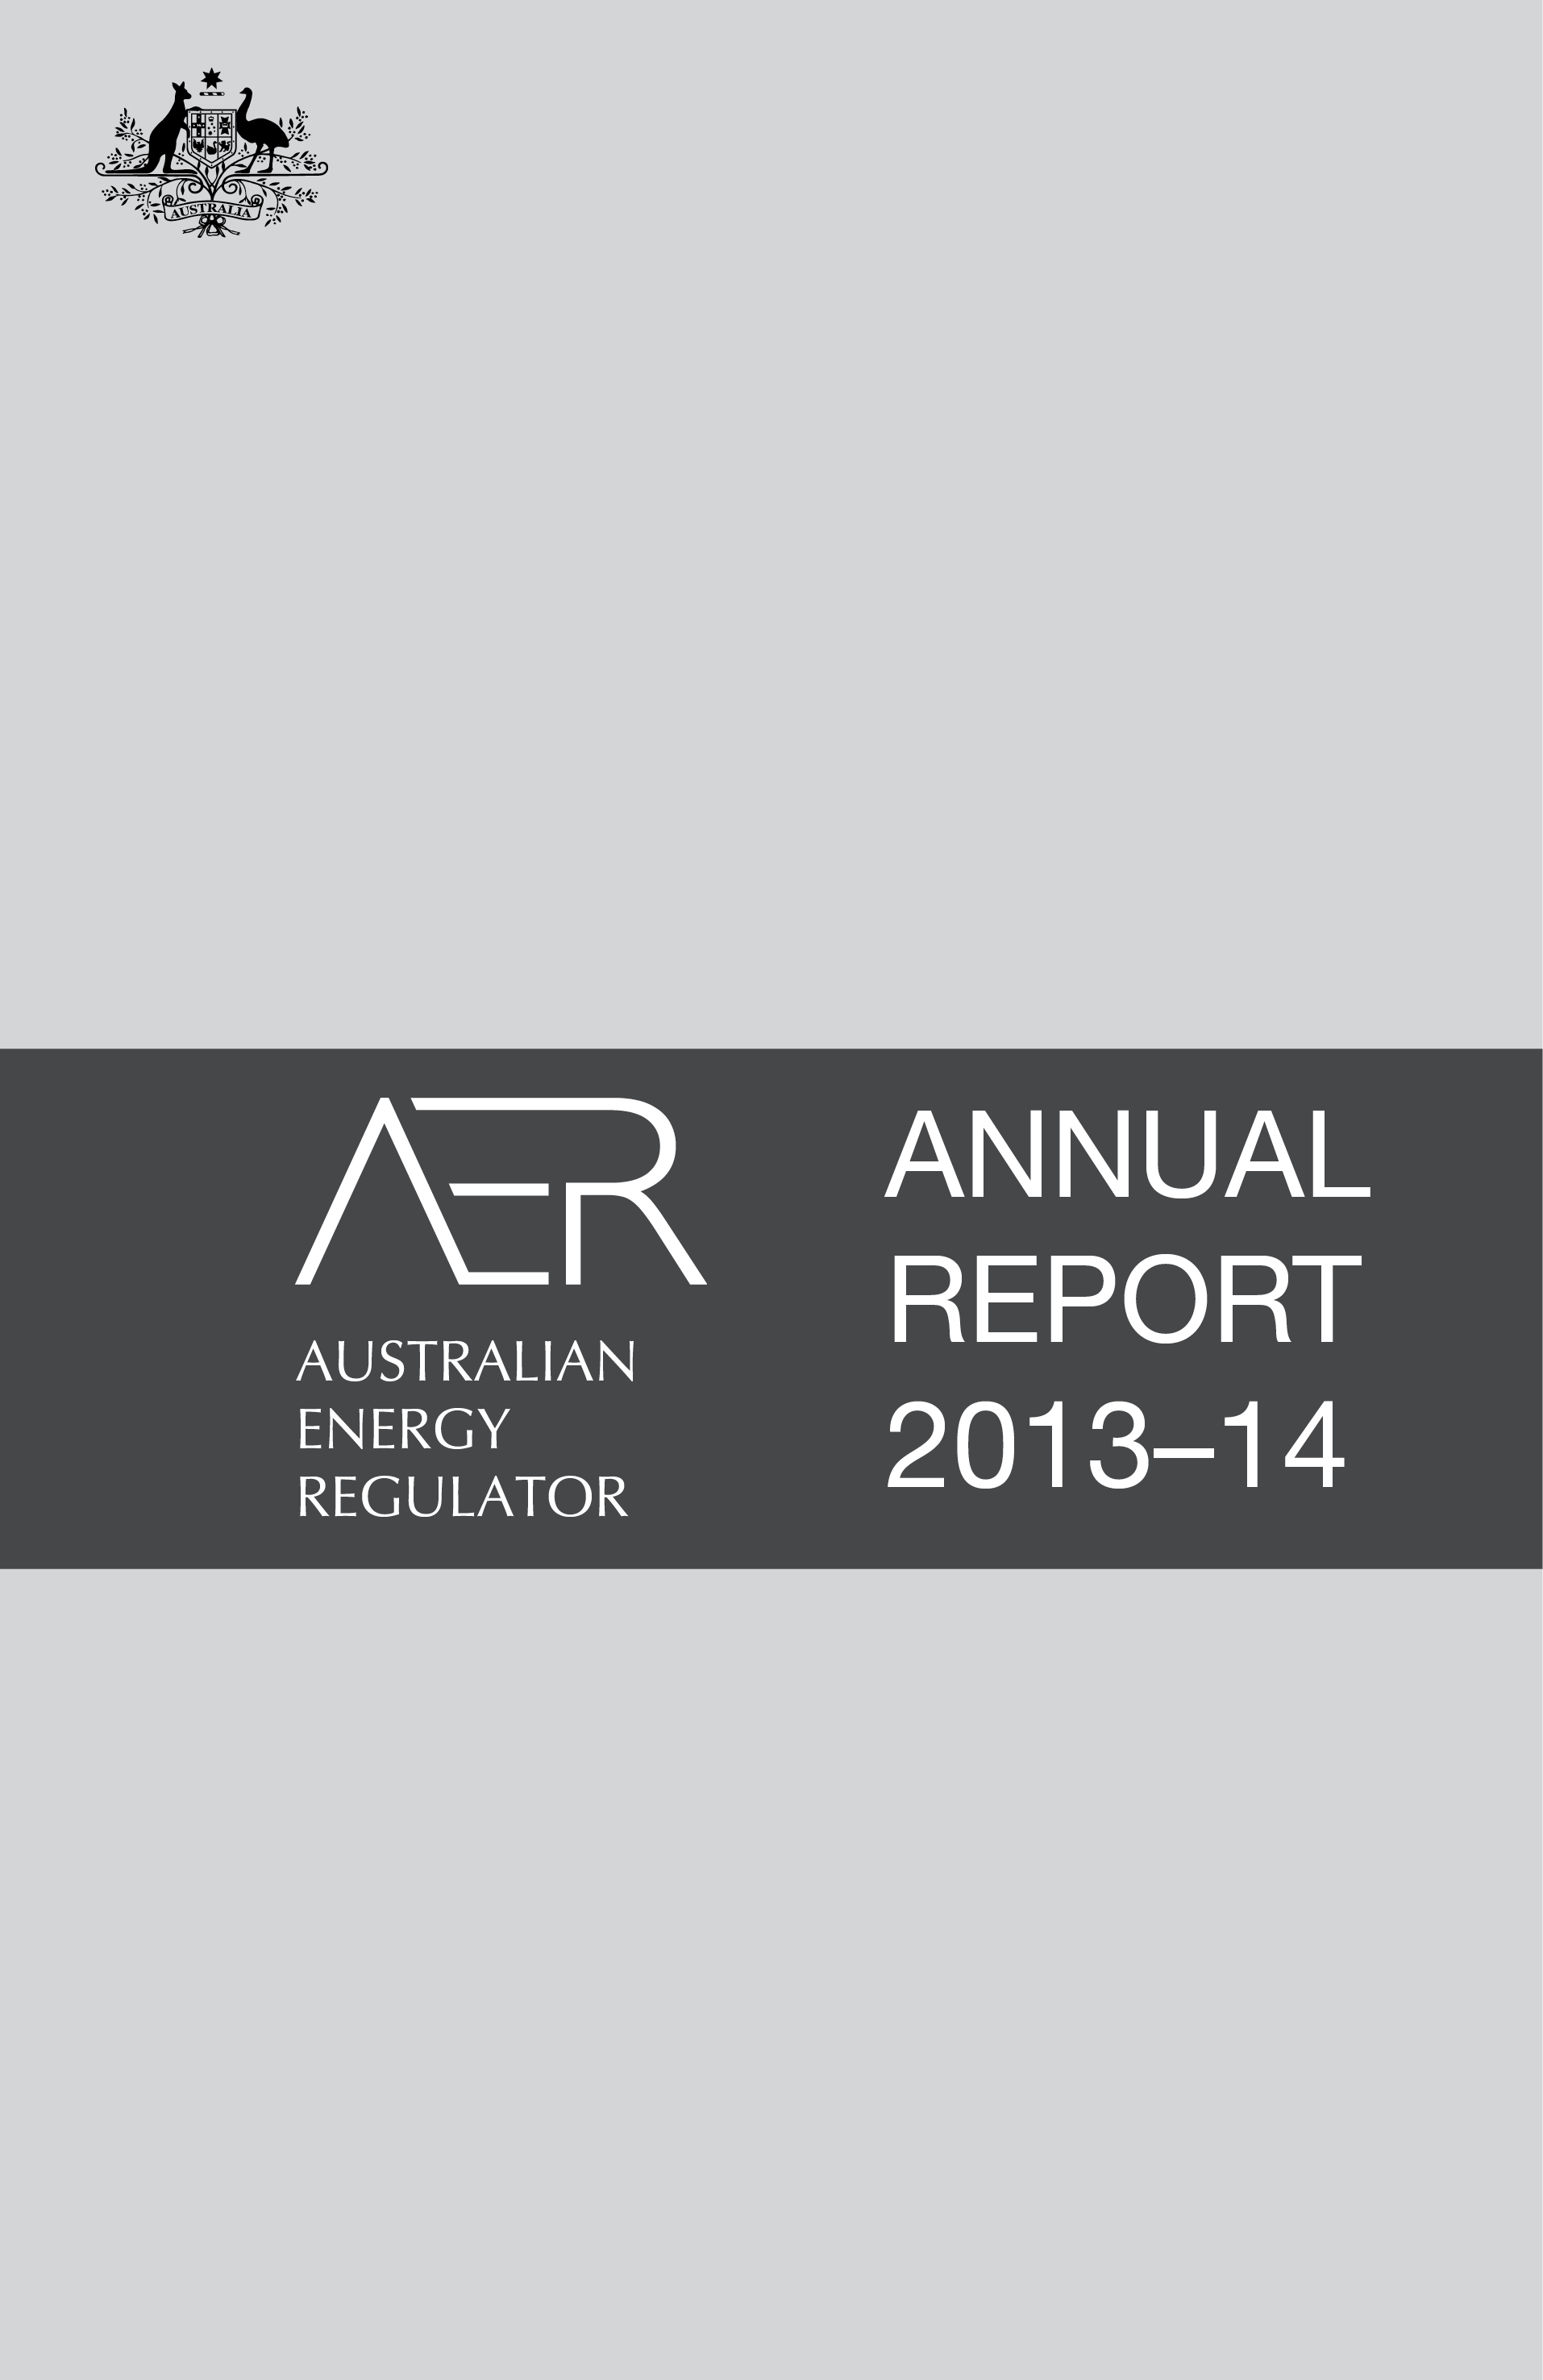 AUSTRALIA
AER
AUSTRALIAN
ENERGY
REGULATOR
ANNUAL
REPORT
2013–14